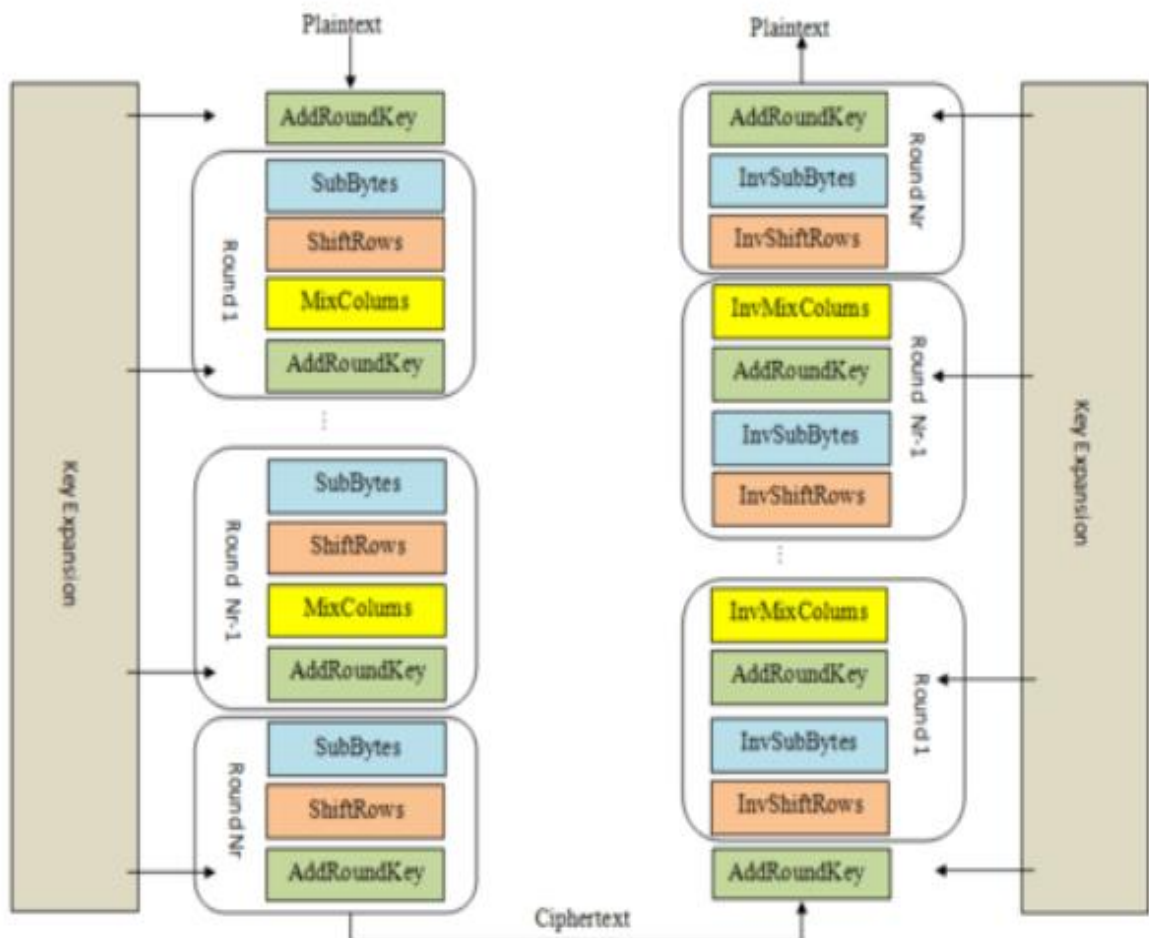 Plaintext
AddRoundKey
SubBytes
ShiftRows
MixColums
AddRoundKey
Round 1
...
SubBytes
ShiftRows
MixColums
AddRoundKey
Round Nr-1
SubBytes
ShiftRows
AddRoundKey
Round Nr
Key Expansion
Ciphertext
Plaintext
AddRoundKey
InvSubBytes
InvShiftRows
Round Nr
InvMixColums
AddRoundKey
InvSubBytes
InvShiftRows
Round Nr-1
...
InvMixColums
AddRoundKey
InvSubBytes
InvShiftRows
Round 1
AddRoundKey
Key Expansion